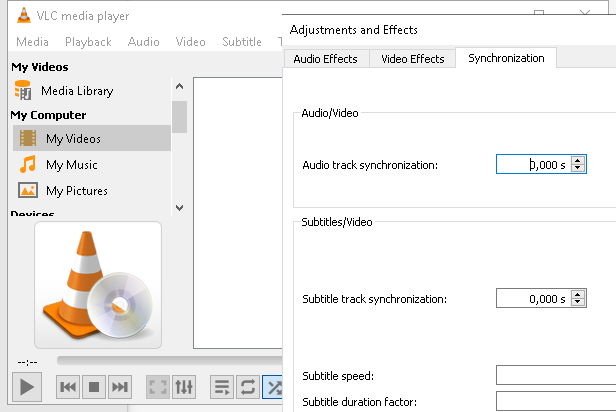 VLC media player
Media Playback Audio Video Subtitle
My Videos
Media Library
My Computer
My Videos
My Music
My Pictures
Devices
--:--
Adjustments and Effects
Audio Effects Video Effects Synchronization
Audio/Video
Audio track synchronization: 0,000 s
Subtitles/Video
Subtitle track synchronization: 0,000 s
Subtitle speed:
Subtitle duration factor: